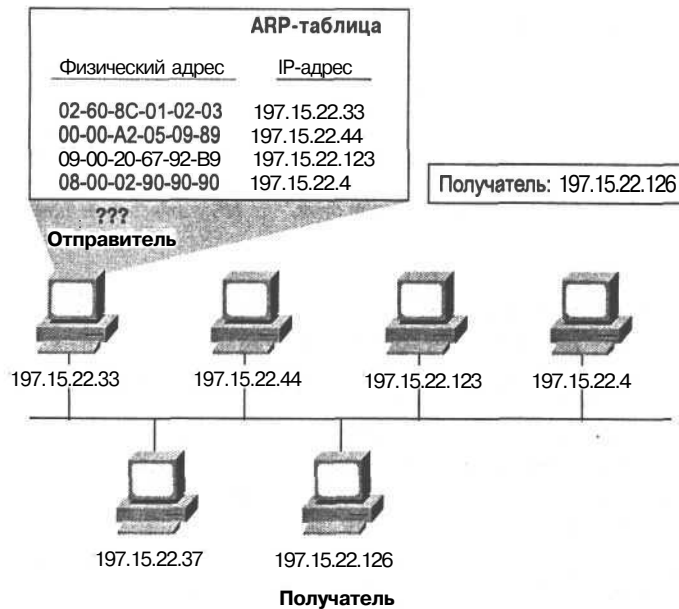 ARP-таблица
Физический адрес IP-адрес
02-60-8C-01-02-03 197.15.22.33
00-00-A2-05-09-89 197.15.22.44
09-00-20-67-92-B9 197.15.22.123
08-00-02-90-90-90 197.15.22.4
Получатель: 197.15.22.126
???
Отправитель
197.15.22.33 197.15.22.44 197.15.22.123 197.15.22.4
197.15.22.37 197.15.22.126
Получатель